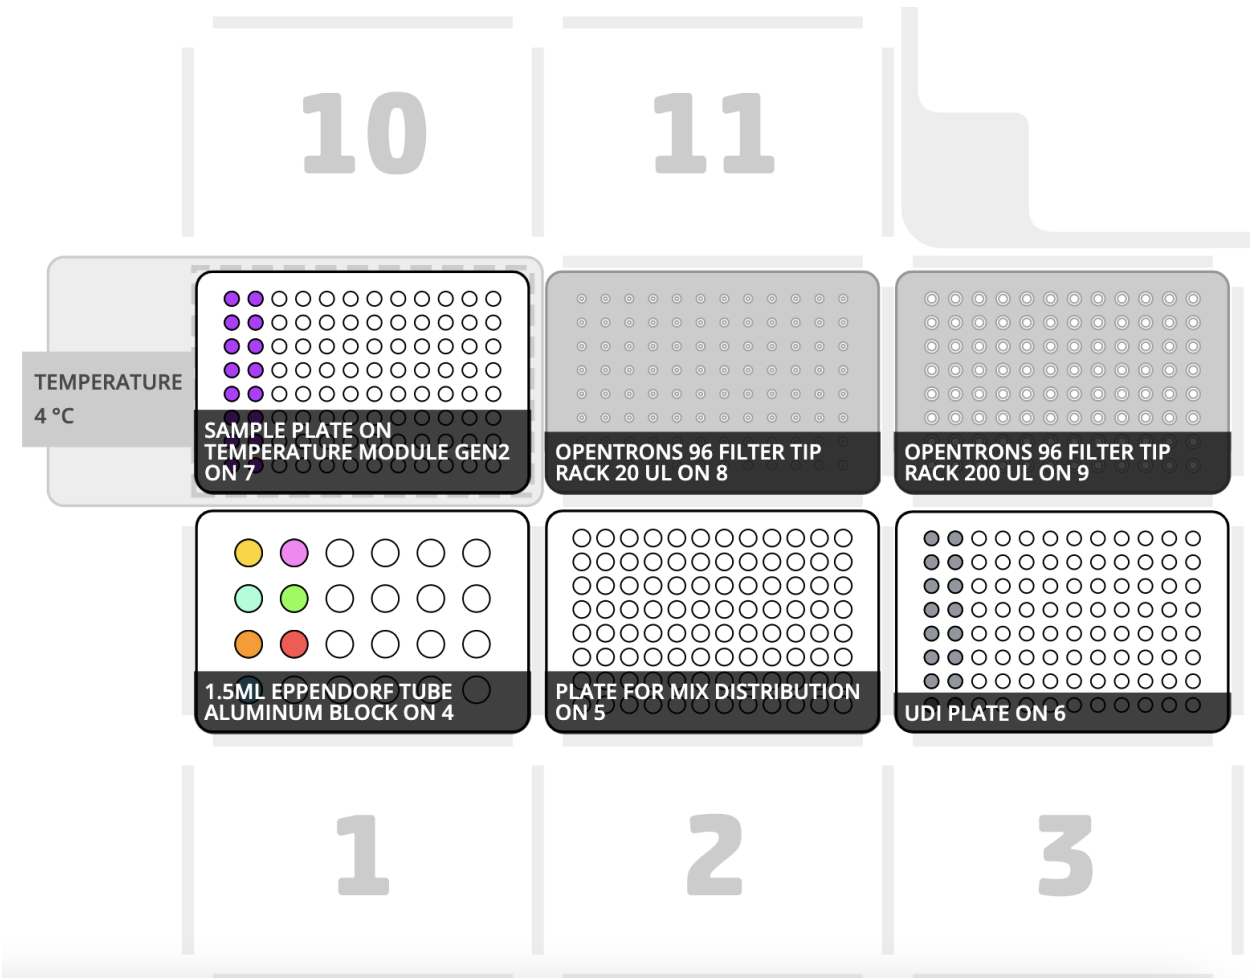 10
11
TEMPERATURE
4 °C
SAMPLE PLATE ON
TEMPERATURE MODULE GEN2
ON 7
OPENTRONS 96 FILTER TIP
RACK 20 UL ON 8
OPENTRONS 96 FILTER TIP
RACK 200 UL ON 9
1.5ML EPPENDORF TUBE
ALUMINUM BLOCK ON 4
PLATE FOR MIX DISTRIBUTION
ON 5
UDI PLATE ON 6
1
2
3